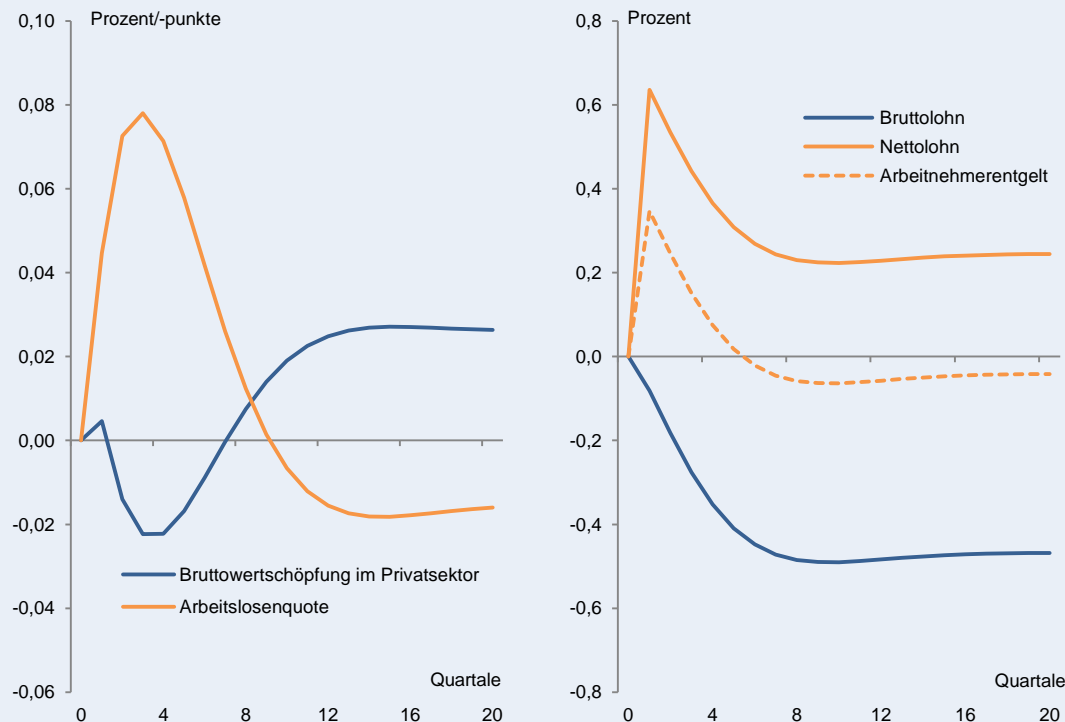 Prozent/-punkte
0,10
0,08
0,06
0,04
0,02
0,00
-0,02
-0,04
-0,06
Bruttowertschöpfung im Privatsektor
Arbeitslosenquote
Quartale
0 4 8 12 16 20
Prozent
0,8
0,6
0,4
0,2
0,0
-0,2
-0,4
-0,6
-0,8
Bruttolohn
Nettolohn
Arbeitnehmerentgelt
Quartale
0 4 8 12 16 20